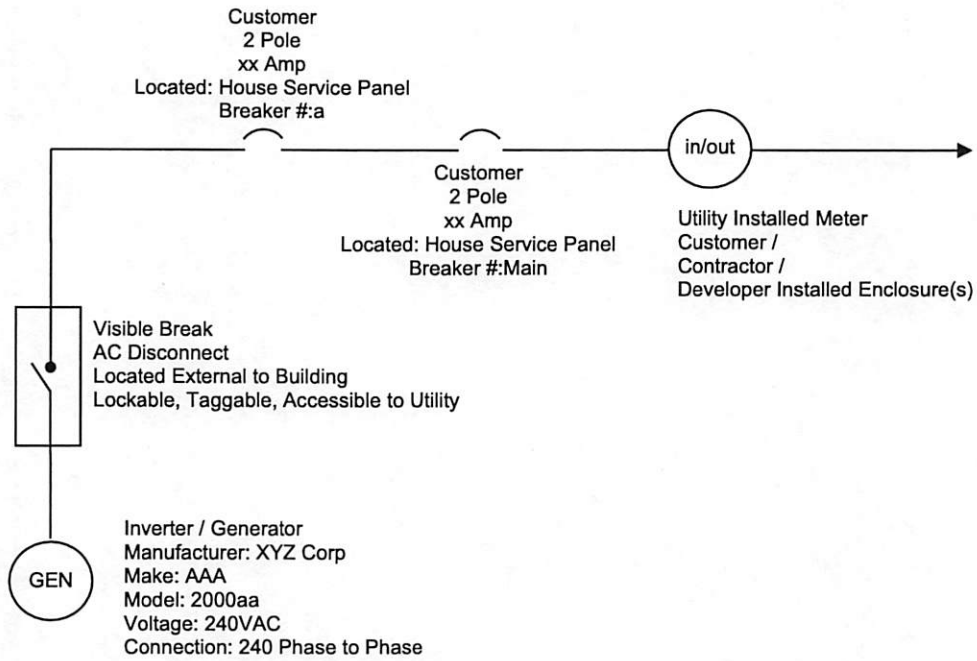 Customer
2 Pole
xx Amp
Located: House Service Panel
Breaker #:a
in/out
Customer
2 Pole
xx Amp
Located: House Service Panel
Breaker #:Main
Utility Installed Meter
Customer /
Contractor /
Developer Installed Enclosure(s)
Visible Break
AC Disconnect
Located External to Building
Lockable, Taggable, Accessible to Utility
GEN
Inverter / Generator
Manufacturer: XYZ Corp
Make: AAA
Model: 2000aa
Voltage: 240VAC
Connection: 240 Phase to Phase